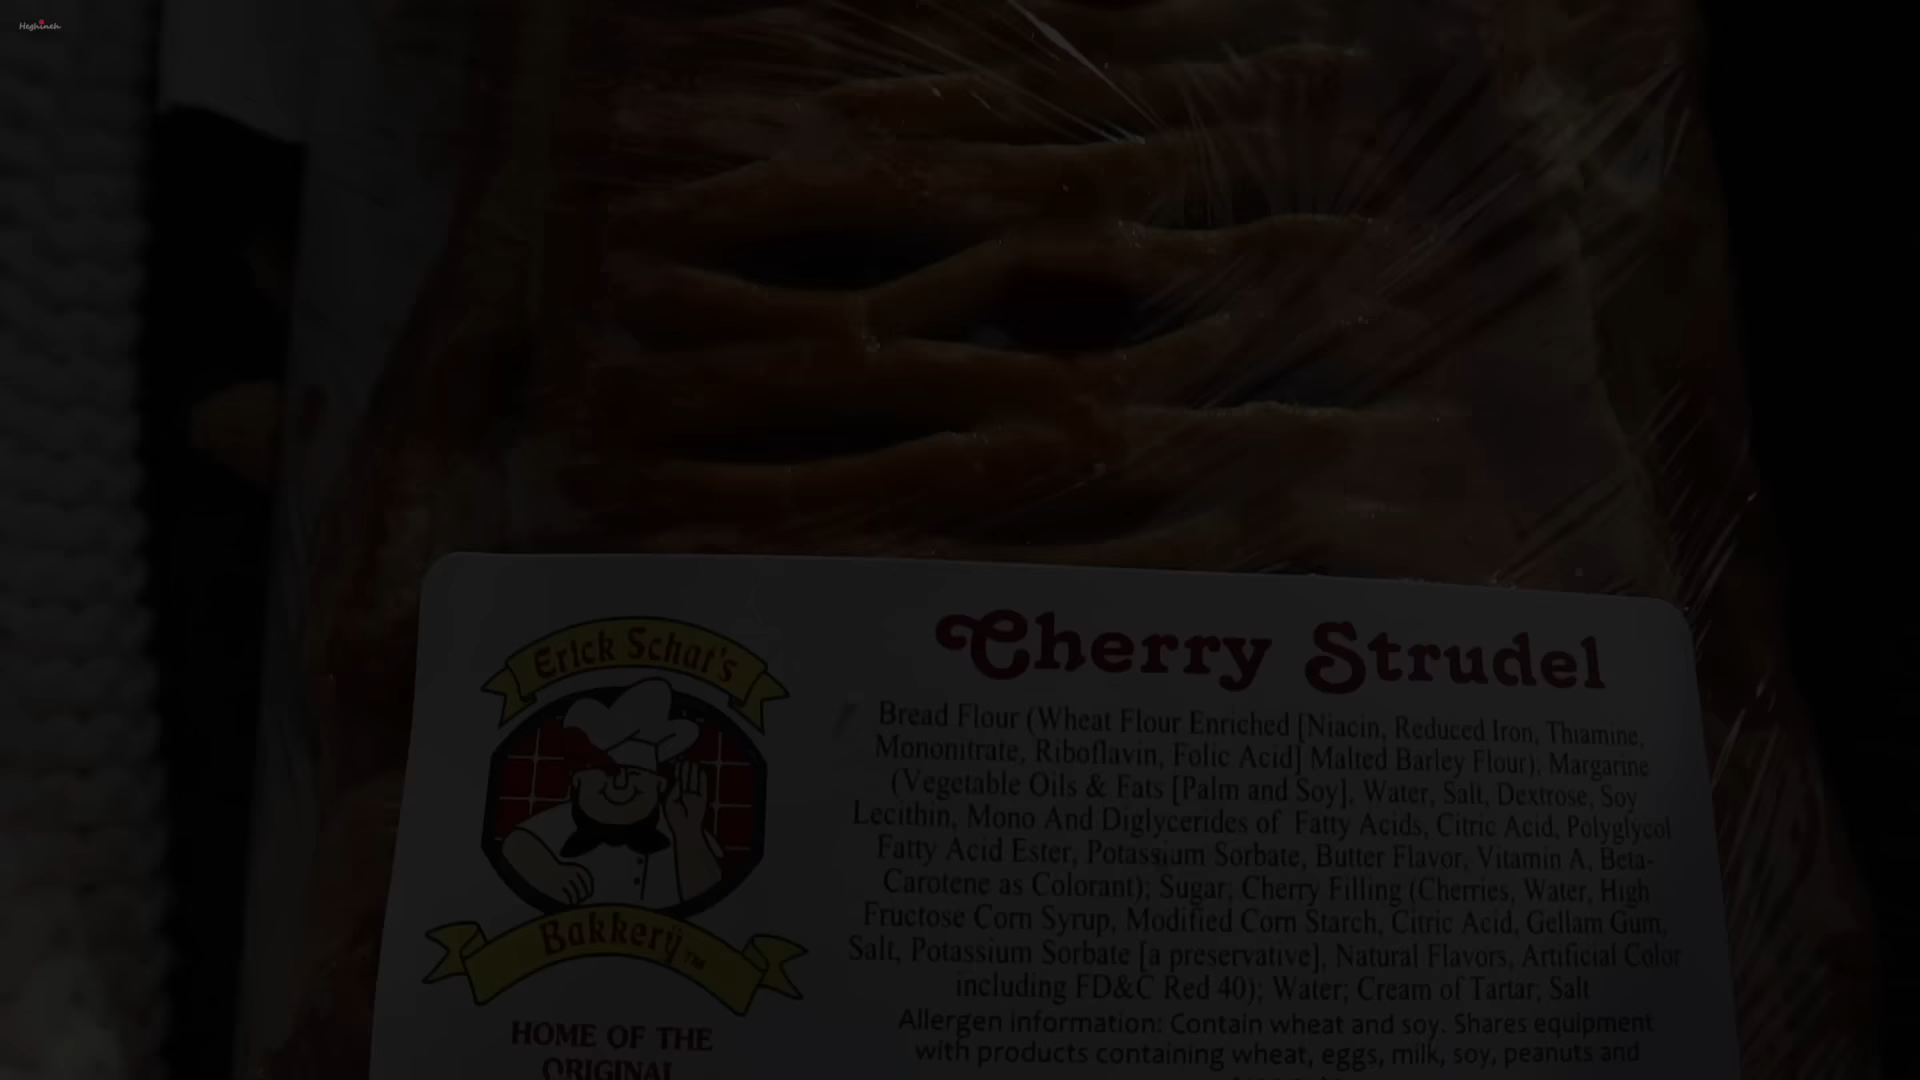 Heghineh
Erick Schat's
Bakkerÿ™
HOME OF THE
ORIGINAL
Cherry Strudel
Bread Flour (Wheat Flour Enriched [Niacin, Reduced Iron, Thiamine,
Mononitrate, Riboflavin, Folic Acid] Malted Barley Flour), Margarine
(Vegetable Oils & Fats [Palm and Soy], Water, Salt, Dextrose, Soy
Lecithin, Mono And Diglycerides of Fatty Acids, Citric Acid, Polyglycol
Fatty Acid Ester, Potassium Sorbate, Butter Flavor, Vitamin A, Beta-
Carotene as Colorant); Sugar, Cherry Filling (Cherries, Water, High
Fructose Corn Syrup, Modified Corn Starch, Citric Acid, Gellam Gum,
Salt, Potassium Sorbate [a preservative], Natural Flavors, Artificial Color
including FD&C Red 40); Water; Cream of Tartar, Salt
Allergen information: Contain wheat and soy. Shares equipment
with products containing wheat, eggs, milk, soy, peanuts and